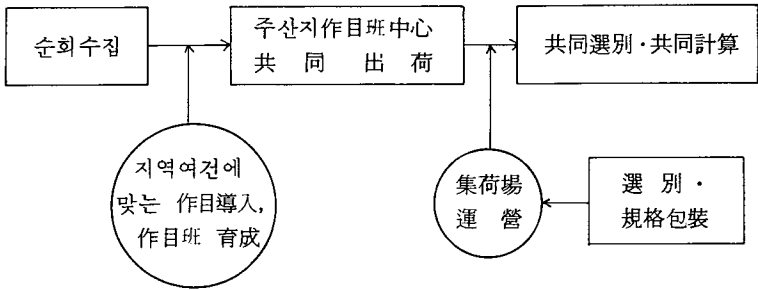 순회수집
주산지作目班中心
共同 出荷
共同選別·共同計算
지역여건에
맞는 作目導入,
作目班 育成
集荷場
運營
選別·
規格包裝